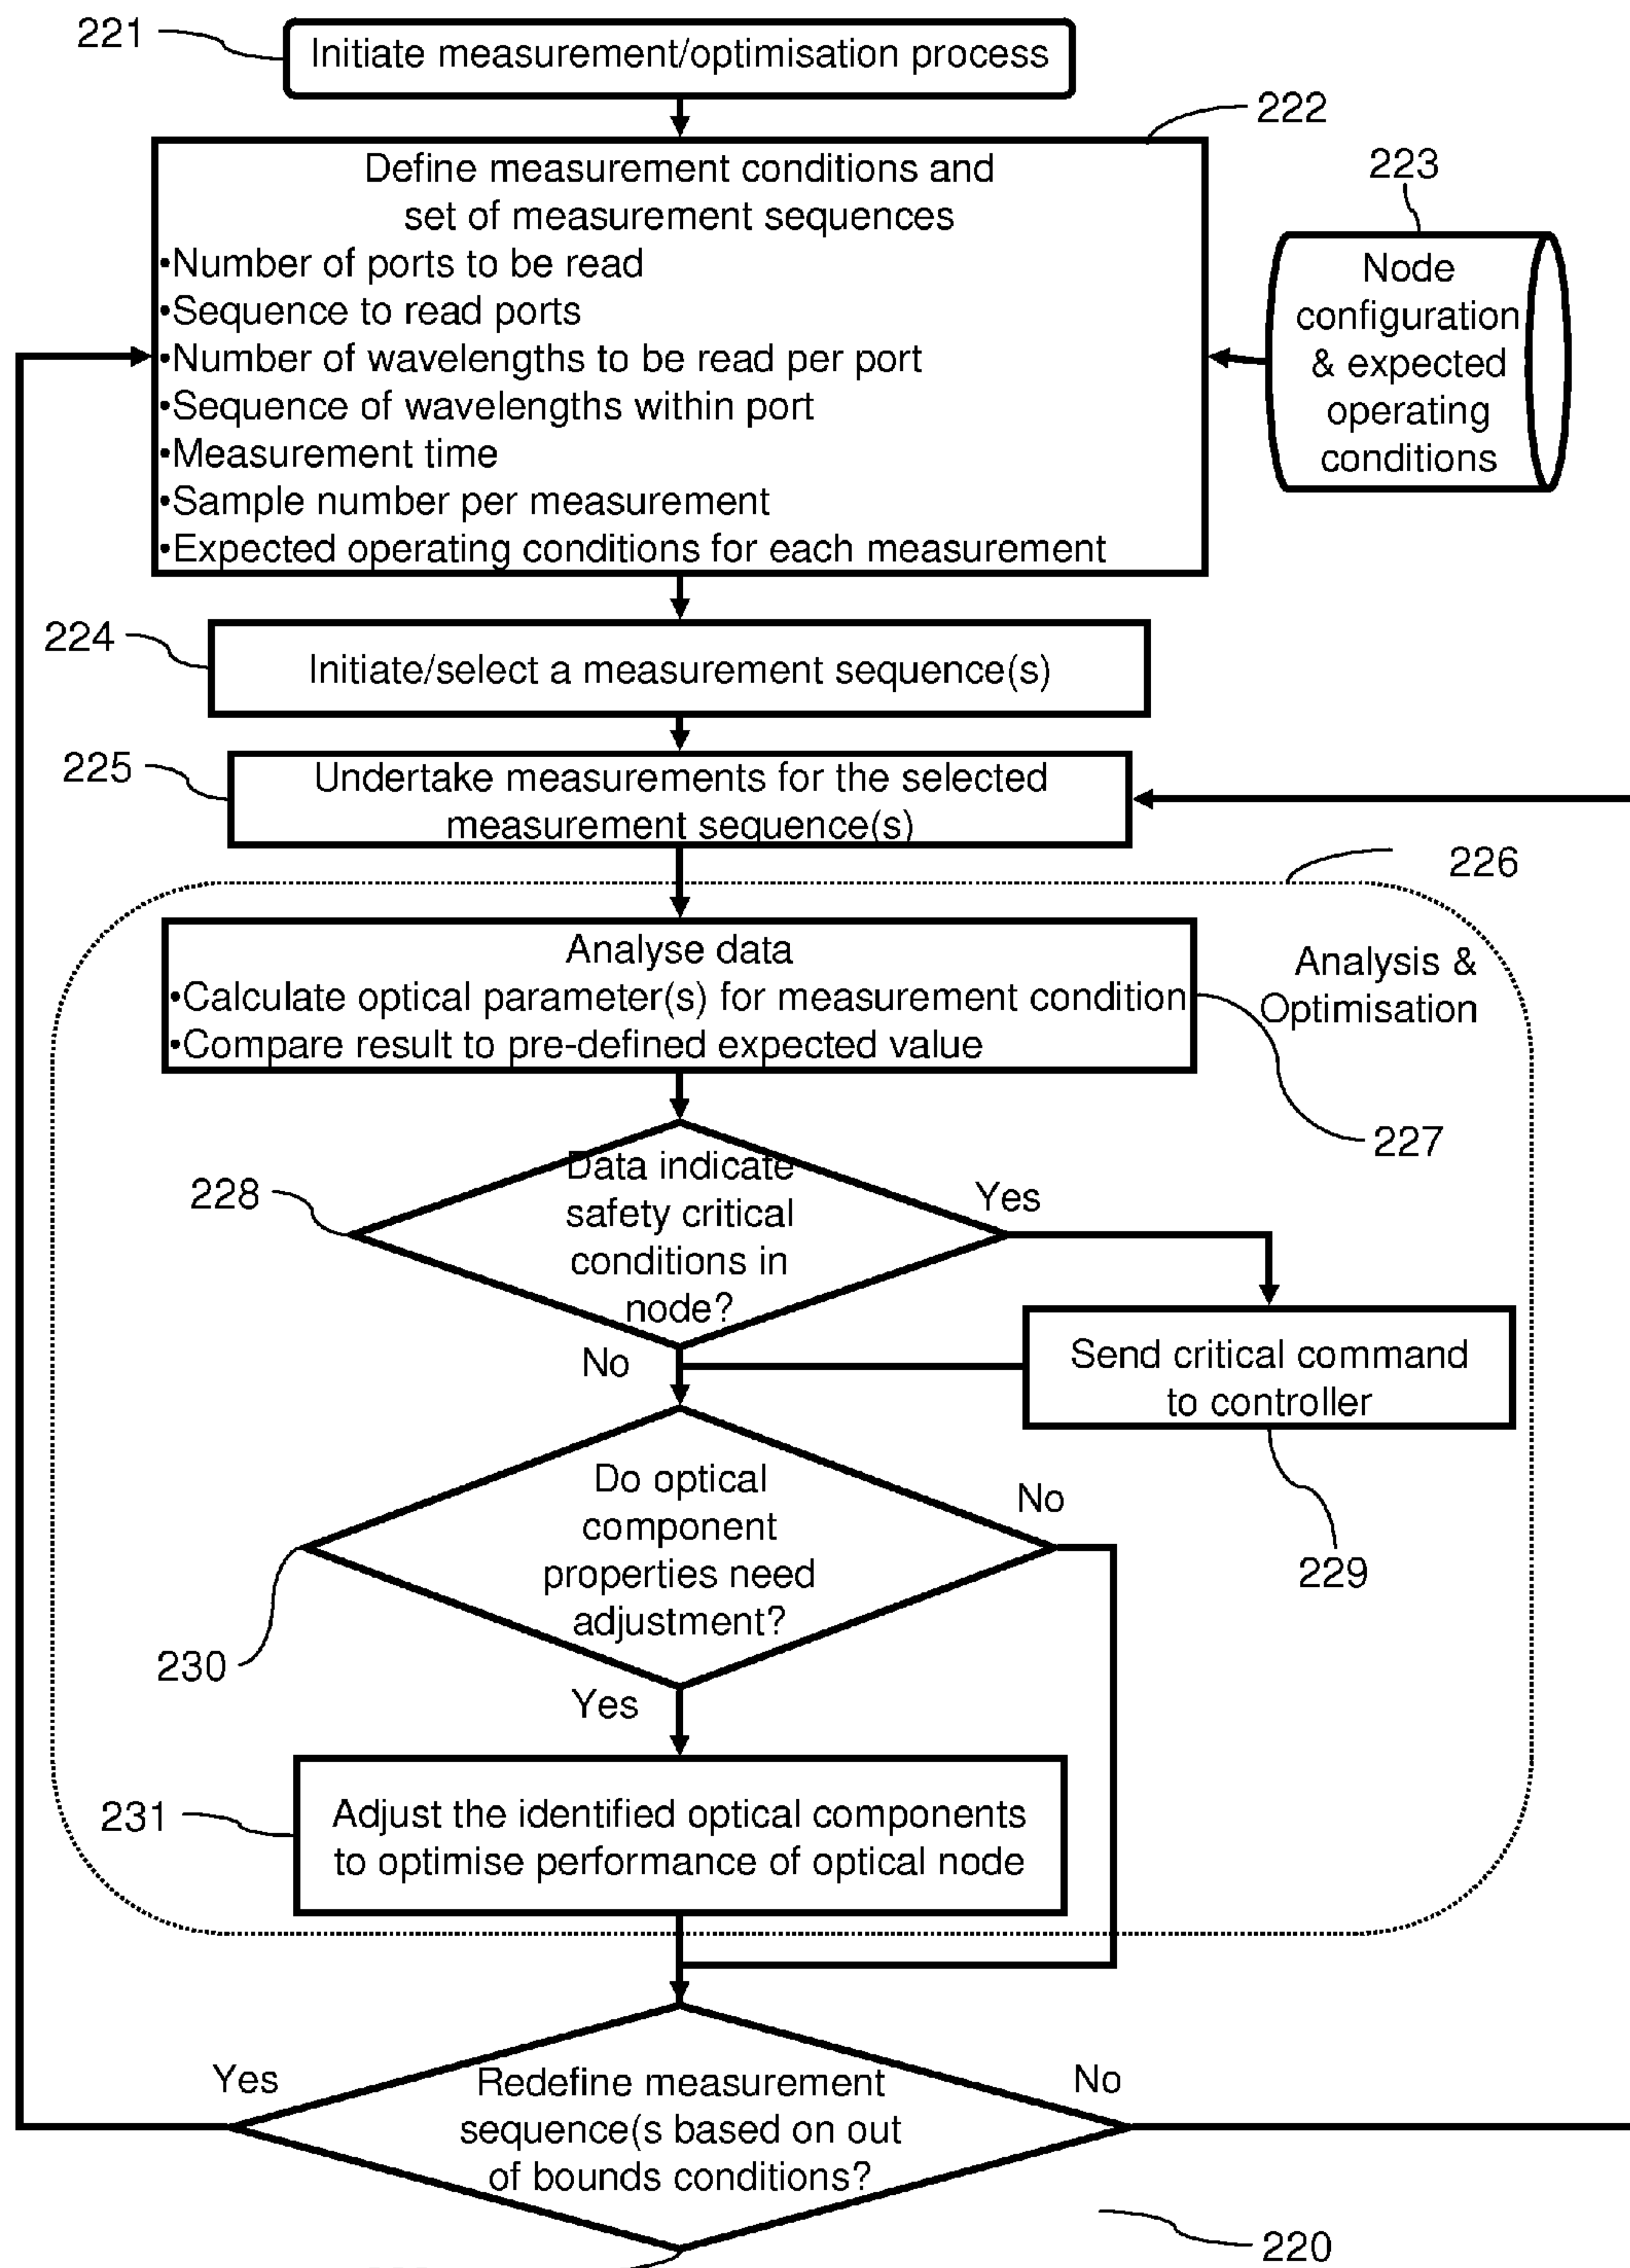 221
Initiate measurement/optimisation process
222
Define measurement conditions and
set of measurement sequences
•Number of ports to be read
•Sequence to read ports
•Number of wavelengths to be read per port
•Sequence of wavelengths within port
•Measurement time
•Sample number per measurement
•Expected operating conditions for each measurement
223
Node
configuration
& expected
operating
conditions
224
Initiate/select a measurement sequence(s)
225
Undertake measurements for the selected
measurement sequence(s)
226
Analysis &
Optimisation
Analyse data
•Calculate optical parameter(s) for measurement condition
•Compare result to pre-defined expected value
227
228
Data indicate
safety critical
conditions in
node?
Yes
No
Send critical command
to controller
229
Do optical
component
properties need
adjustment?
No
230
Yes
231
Adjust the identified optical components
to optimise performance of optical node
Yes
Redefine measurement
sequence(s based on out
of bounds conditions?
No
220